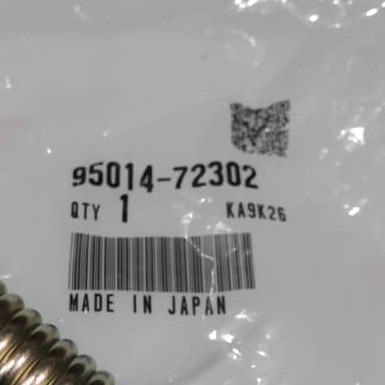 95014-72302
QTY 1 KA9K26
MADE IN JAPAN